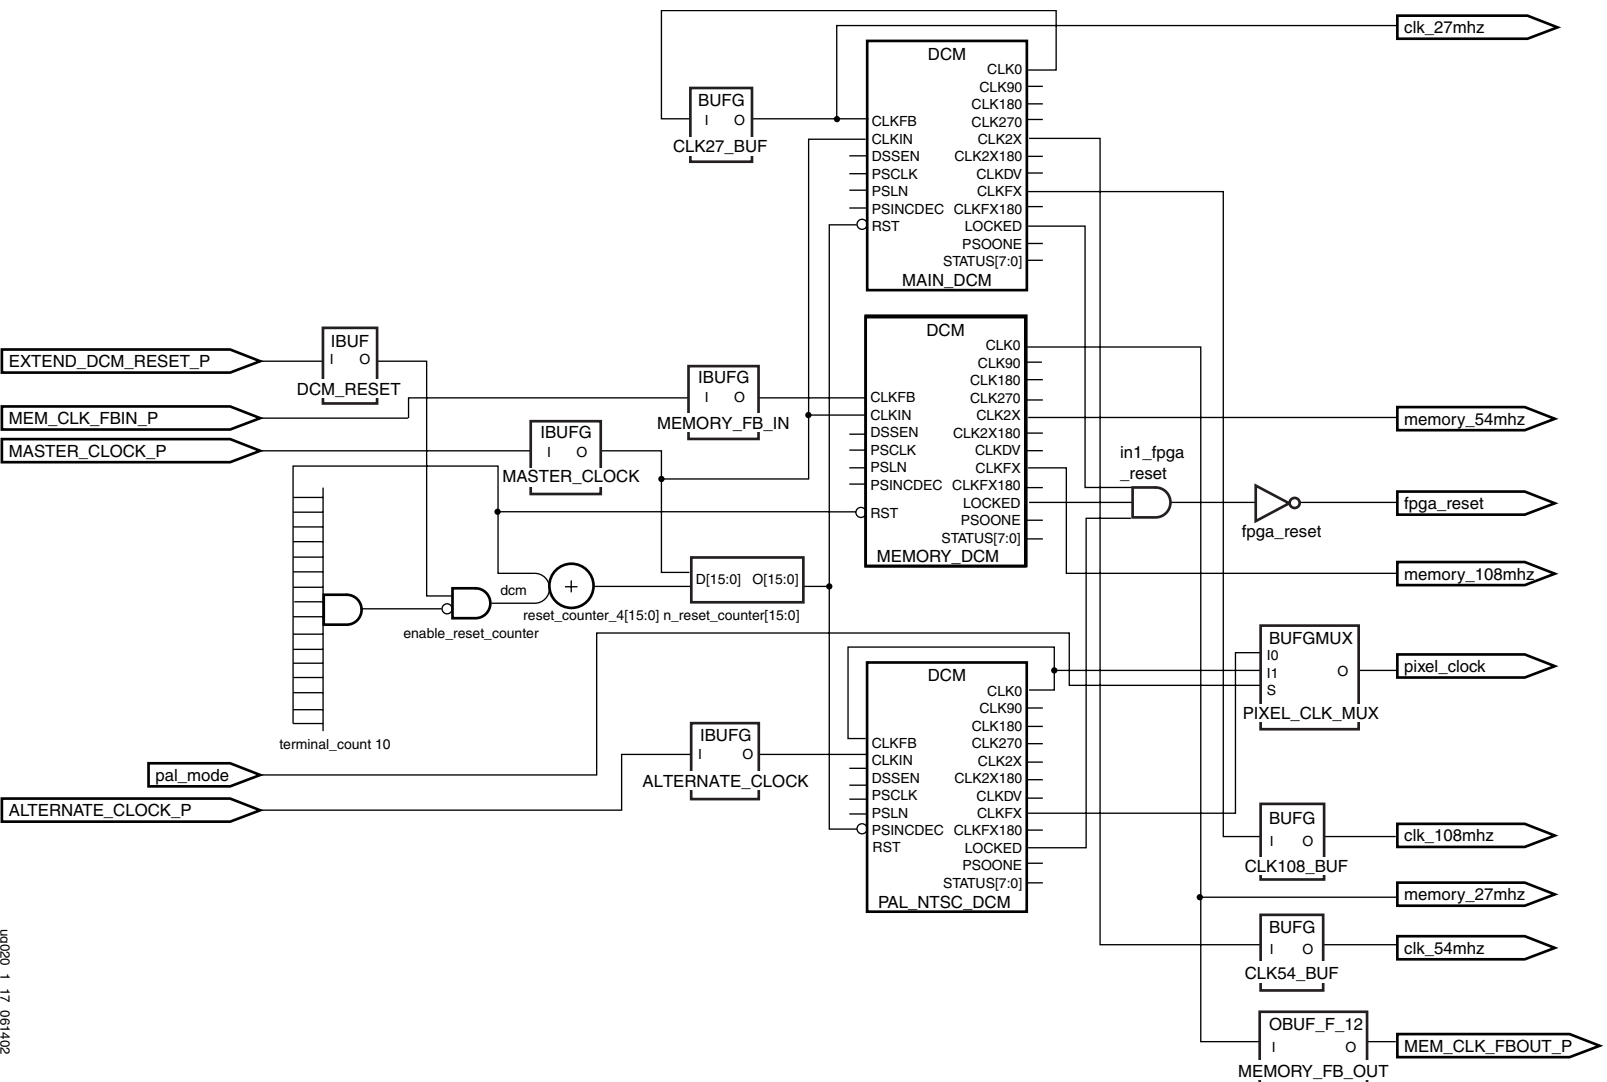 clk_27mhz
DCM
CLK0
CLK90
CLK180
CLK270
CLK2X
CLK2X180
CLKDV
CLKFX
CLKFX180
LOCKED
PSOONE
STATUS[7:0]
CLKFB
CLKIN
DSSEN
PSCLK
PSLN
PSINCDEC
RST
MAIN_DCM
BUFG
I O
CLK27_BUF
EXTEND_DCM_RESET_P
IBUF
I O
DCM_RESET
MEM_CLK_FBIN_P
MASTER_CLOCK_P
IBUFG
I O
MEMORY_FB_IN
IBUFG
I O
MASTER_CLOCK
DCM
CLK0
CLK90
CLK180
CLK270
CLK2X
CLK2X180
CLKDV
CLKFX
CLKFX180
LOCKED
PSOONE
STATUS[7:0]
CLKFB
CLKIN
DSSEN
PSCLK
PSLN
PSINCDEC
RST
MEMORY_DCM
memory_54mhz
in1_fpga
_reset
fpga_reset
fpga_reset
memory_108mhz
dcm
+
D[15:0] O[15:0]
reset_counter_4[15:0] n_reset_counter[15:0]
enable_reset_counter
terminal_count 10
pal_mode
ALTERNATE_CLOCK_P
IBUFG
I O
ALTERNATE_CLOCK
DCM
CLK0
CLK90
CLK180
CLK270
CLK2X
CLK2X180
CLKDV
CLKFX
CLKFX180
LOCKED
PSOONE
STATUS[7:0]
CLKFB
CLKIN
DSSEN
PSCLK
PSLN
PSINCDEC
RST
PAL_NTSC_DCM
BUFGMUX
I0
I1 O
S
PIXEL_CLK_MUX
pixel_clock
BUFG
I O
CLK108_BUF
clk_108mhz
memory_27mhz
BUFG
I O
CLK54_BUF
clk_54mhz
OBUF_F_12
I O
MEMORY_FB_OUT
MEM_CLK_FBOUT_P
ug020_1_17_061402